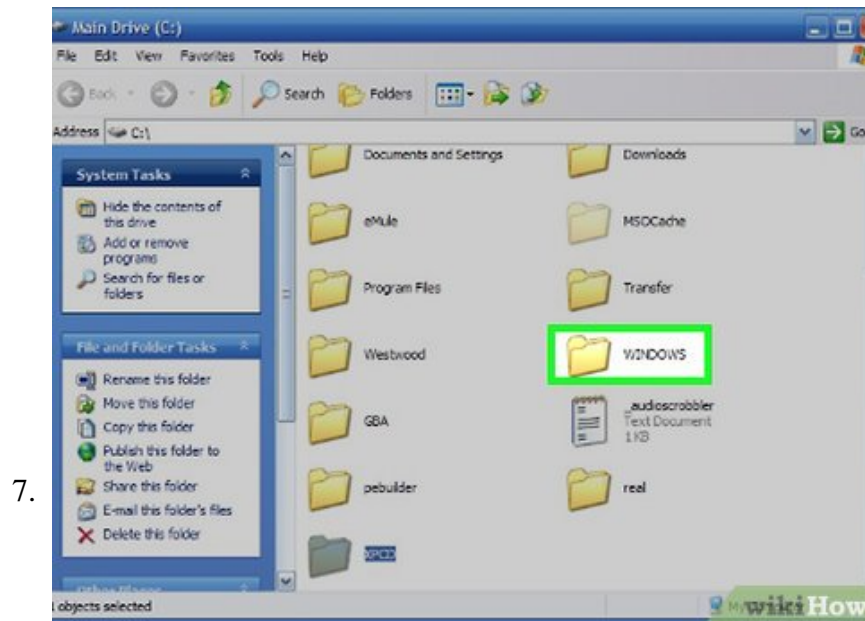 Main Drive (C:)
File Edit View Favorites Tools Help
Back Search Folders
Address C:\ Go
System Tasks
Hide the contents of
this drive
Add or remove
programs
Search for files or
folders
File and Folder Tasks
Rename this folder
Move this folder
Copy this folder
Publish this folder to
the Web
Share this folder
E-mail this folder's files
Delete this folder
Other Places
Documents and Settings
Downloads
eMule
MSOCache
Program Files
Transfer
Westwood
WINDOWS
GBA
_audioscrobbler
Text Document
1 KB
pebuilder
real
XPCD
objects selected
My
wikiHow
7.